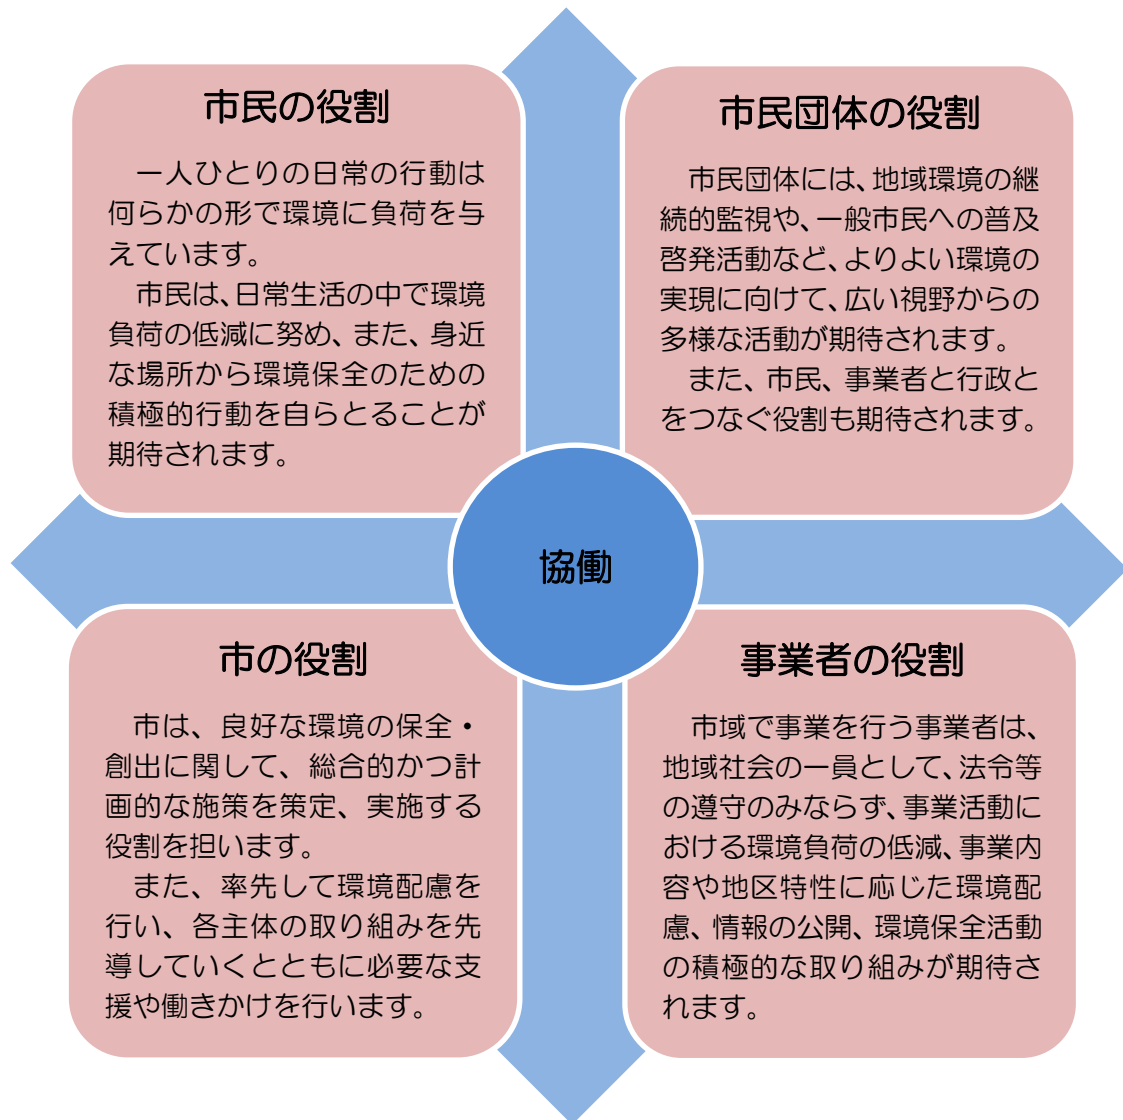 市民の役割
一人ひとりの日常の行動は
何らかの形で環境に負荷を与
えています。
市民は、日常生活の中で環境
負荷の低減に努め、また、身近
な場所から環境保全のための
積極的行動を自らとることが
期待されます。
市民団体の役割
市民団体には、地域環境の継
続的監視や、一般市民への普及
啓発活動など、よりよい環境の
実現に向けて、広い視野からの
多様な活動が期待されます。
また、市民、事業者と行政と
をつなぐ役割も期待されます。
協働
市の役割
市は、良好な環境の保全・
創出に関して、総合的かつ計
画的な施策を策定、実施する
役割を担います。
また、率先して環境配慮を
行い、各主体の取り組みを先
導していくとともに必要な支
援や働きかけを行います。
事業者の役割
市域で事業を行う事業者は、
地域社会の一員として、法令等
の遵守のみならず、事業活動に
おける環境負荷の低減、事業内
容や地区特性に応じた環境配
慮、情報の公開、環境保全活動
の積極的な取り組みが期待さ
れます。